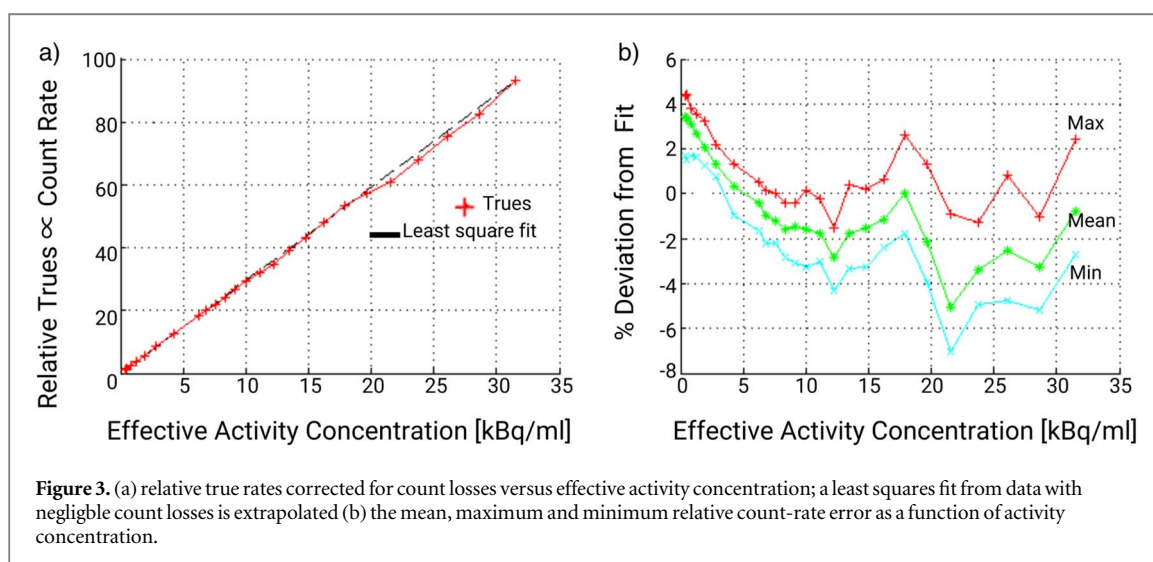 a)
100
80
60
40
20
0
5
10
15
20
25
30
35
Relative Trues ∝ Count Rate
Trues
Least square fit
Effective Activity Concentration [kBq/ml]
b)
6
4
2
0
-2
-4
-6
-8
0
5
10
15
20
25
30
35
% Deviation from Fit
Max
Mean
Min
Effective Activity Concentration [kBq/ml]
Figure 3. (a) relative true rates corrected for count losses versus effective activity concentration; a least squares fit from data with
negligble count losses is extrapolated (b) the mean, maximum and minimum relative count-rate error as a function of activity
concentration.